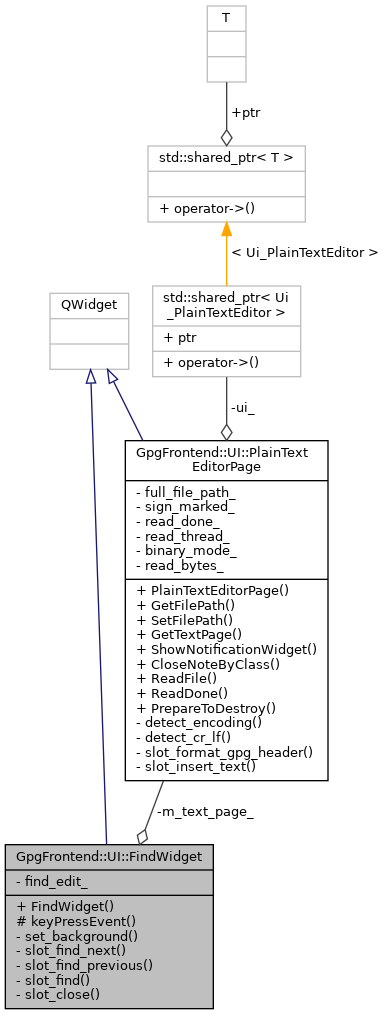 T
+ptr
std::shared_ptr< T >
+ operator->()
< Ui_PlainTextEditor >
std::shared_ptr< Ui
_PlainTextEditor >
+ ptr
+ operator->()
QWidget
-ui_
GpgFrontend::UI::PlainText
EditorPage
- full_file_path_
- sign_marked_
- read_done_
- read_thread_
- binary_mode_
- read_bytes_
+ PlainTextEditorPage()
+ GetFilePath()
+ SetFilePath()
+ GetTextPage()
+ ShowNotificationWidget()
+ CloseNoteByClass()
+ ReadFile()
+ ReadDone()
+ PrepareToDestroy()
- detect_encoding()
- detect_cr_lf()
- slot_format_gpg_header()
- slot_insert_text()
-m_text_page_
GpgFrontend::UI::FindWidget
- find_edit_
+ FindWidget()
# keyPressEvent()
- set_background()
- slot_find_next()
- slot_find_previous()
- slot_find()
- slot_close()